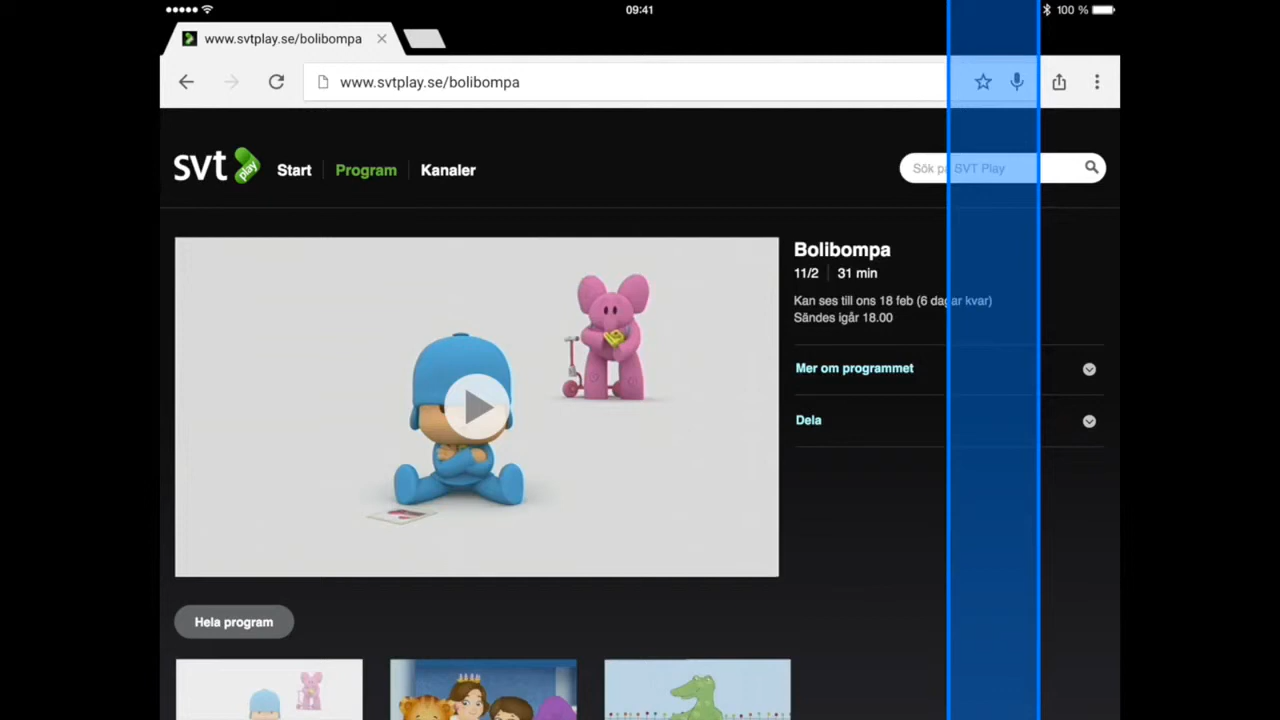 09:41
100 %
www.svtplay.se/bolibompa
www.svtplay.se/bolibompa
svt play
Start
Program
Kanaler
Sök på SVT Play
Bolibompa
11/2 31 min
Kan ses till ons 18 feb (6 dagar kvar)
Sändes igår 18.00
Mer om programmet
Dela
Hela program